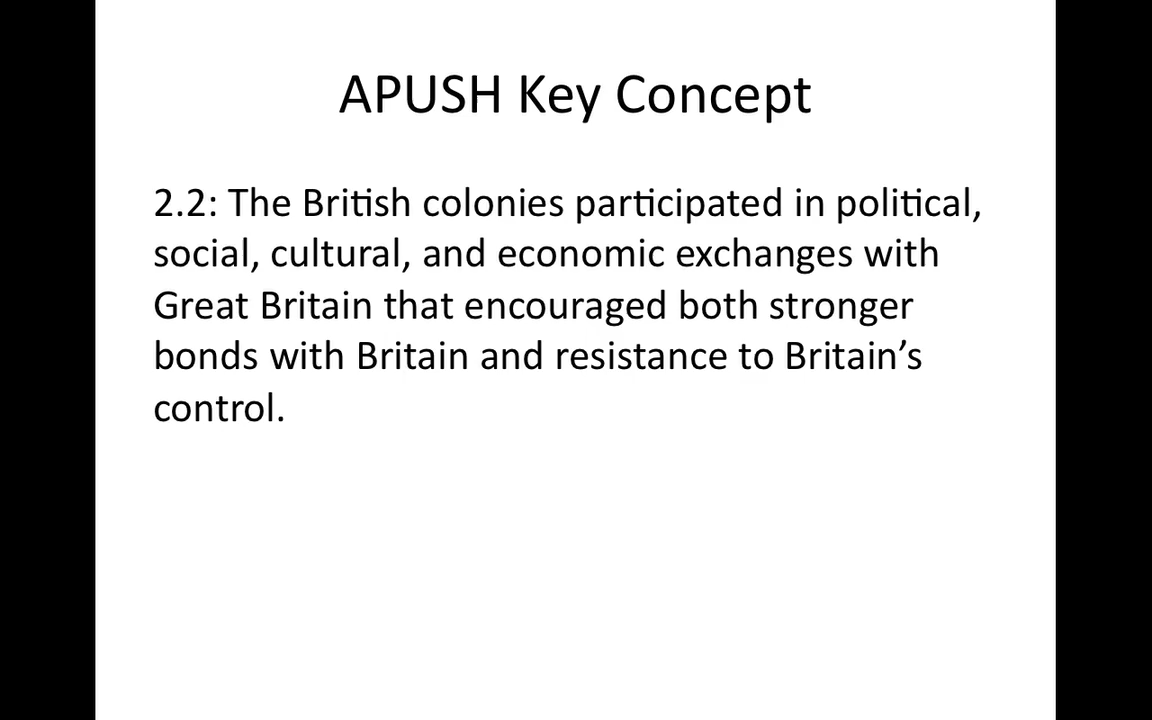 APUSH Key Concept
2.2: The British colonies participated in political,
social, cultural, and economic exchanges with
Great Britain that encouraged both stronger
bonds with Britain and resistance to Britain’s
control.